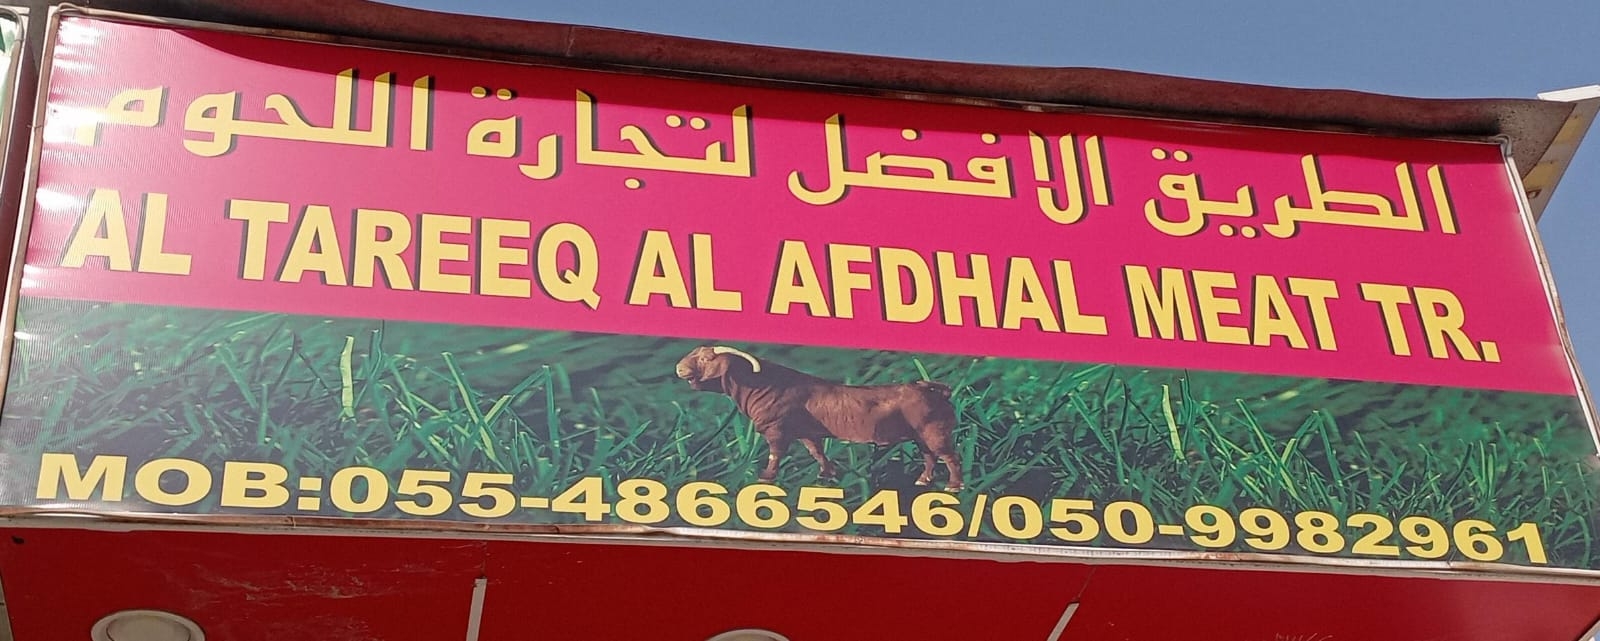 الطريق الافضل لتجارة اللحوم
AL TAREEQ AL AFDHAL MEAT TR.
MOB:055-4866546/050-9982961